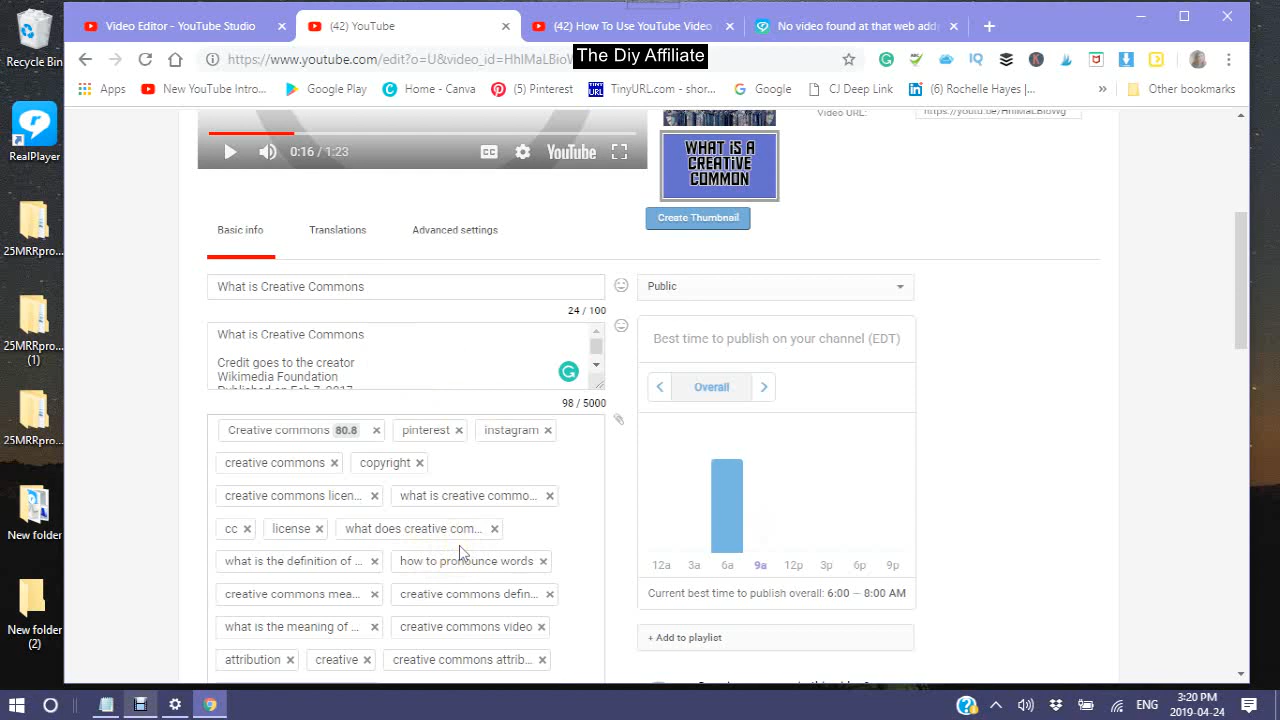 Recycle Bin
RealPlayer
25MRRpro...
25MRRpro...
(1)
25MRRpro...
New folder
New folder
(2)
Video Editor - YouTube Studio
(42) YouTube
(42) How To Use YouTube Video
No video found at that web add
https://www.youtube.com/edit?o=U&video_id=HhIMaLBioW
The Diy Affiliate
Apps
New YouTube Intro...
Google Play
Home - Canva
(5) Pinterest
TinyURL.com - shor...
Google
CJ Deep Link
(6) Rochelle Hayes |...
Other bookmarks
Video URL:
0:16 / 1:23
YouTube
WHAT IS A
CREATIVE
COMMON
Create Thumbnail
Basic info
Translations
Advanced settings
What is Creative Commons
24 / 100
What is Creative Commons
Credit goes to the creator
Wikimedia Foundation
Published on Feb 7, 2017
98 / 5000
Creative commons 80.8
pinterest
instagram
creative commons
copyright
creative commons licen...
what is creative commo...
cc
license
what does creative com...
what is the definition of ...
how to pronounce words
creative commons mea...
creative commons defin...
what is the meaning of ...
creative commons video
attribution
creative
creative commons attrib...
Public
Best time to publish on your channel (EDT)
Overall
12a 3a 6a 9a 12p 3p 6p 9p
Current best time to publish overall: 6:00 – 8:00 AM
+ Add to playlist
ENG
3:20 PM
2019-04-24